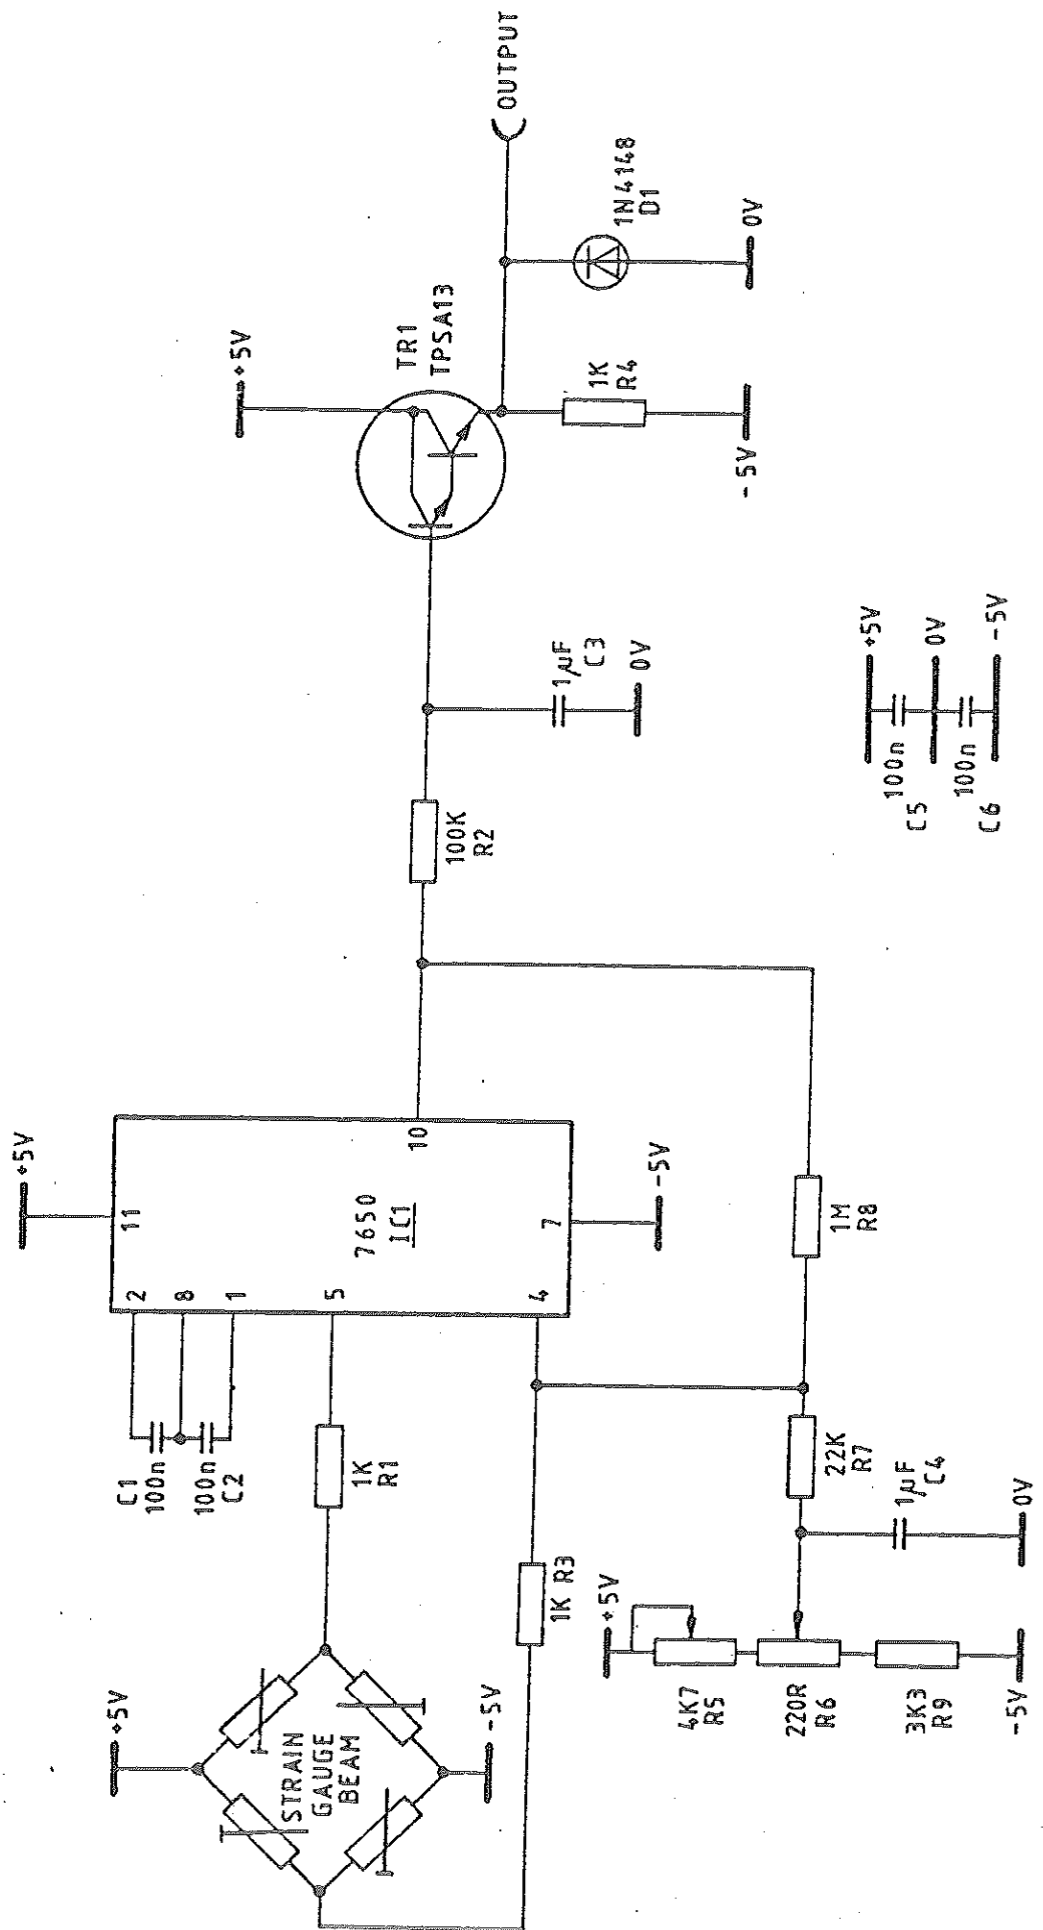 +5V
STRAIN
GAUGE
BEAM
-5V
C1
100n
100n
C2
1K
R1
1K R3
+5V
4K7
R5
220R
R6
3K3
R9
-5V
22K
R7
1µF
C4
0V
+5V
11
2
8
1
5
4
7650
IC1
10
7
-5V
1M
R8
100K
R2
1µF
C3
0V
+5V
TR1
TPSA13
1K
R4
-5V
1N4148
D1
0V
OUTPUT
+5V
100n
C5
0V
100n
C6
-5V